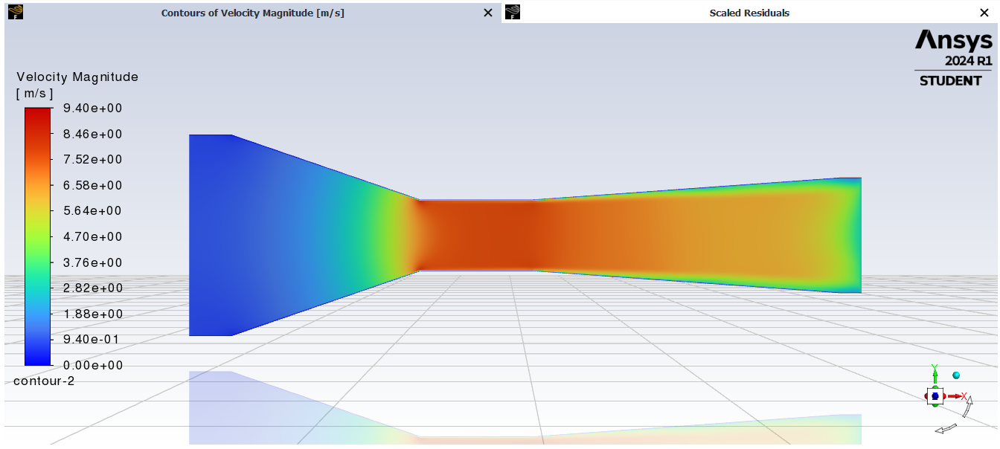 Contours of Velocity Magnitude [m/s]
Scaled Residuals
Ansys
2024 R1
STUDENT
Velocity Magnitude
[ m/s ]
9.40e+00
8.46e+00
7.52e+00
6.58e+00
5.64e+00
4.70e+00
3.76e+00
2.82e+00
1.88e+00
9.40e-01
0.00e+00
contour-2
Y
X
F
F